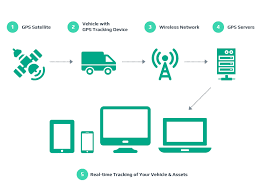 1 GPS Satellite
2 Vehicle with
GPS Tracking Device
3 Wireless Network
4 GPS Servers
5 Real-time Tracking of Your Vehicle & Assets